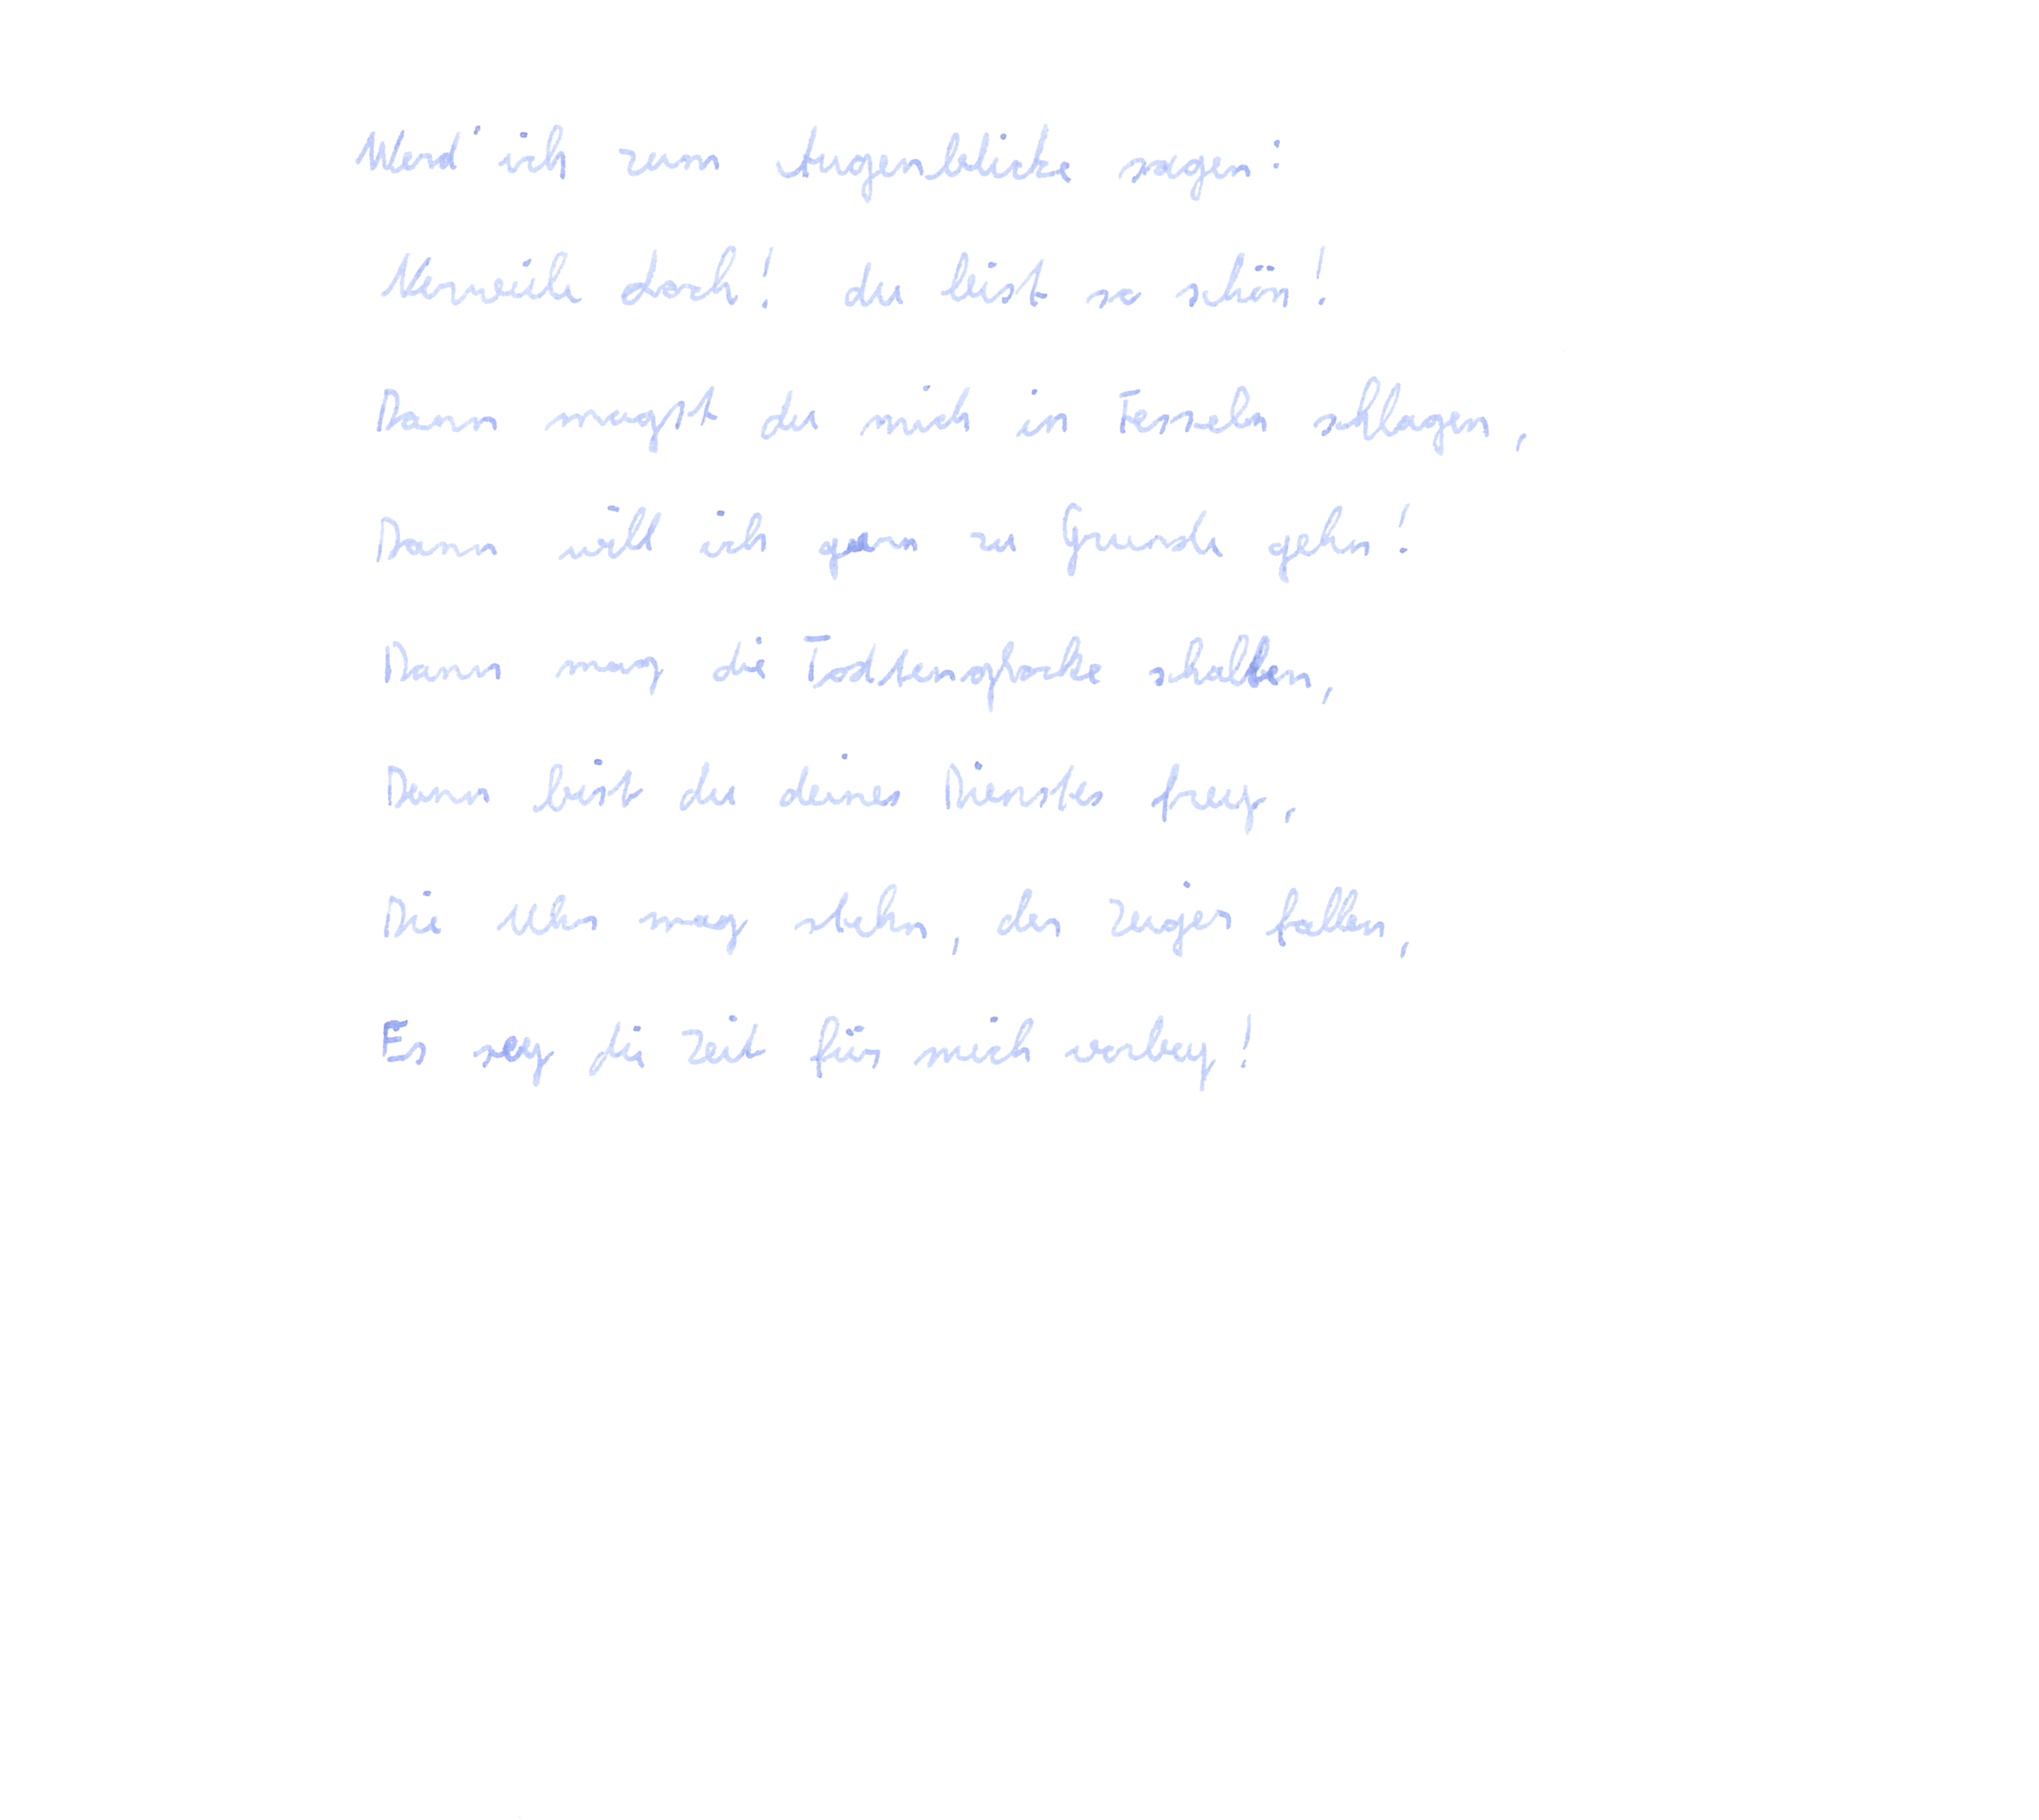 Werd' ich zum Augenblicke sagen:
Verweile doch! du bist so schön!
Dann magst du mich in Fesseln schlagen,
Dann will ich gern zu Grunde gehn!
Dann mag die Todtenglocke schallen,
Dann bist du deines Dienstes frey,
Die Uhr mag stehn, der Zeiger fallen,
Es sey die Zeit für mich vorbey!